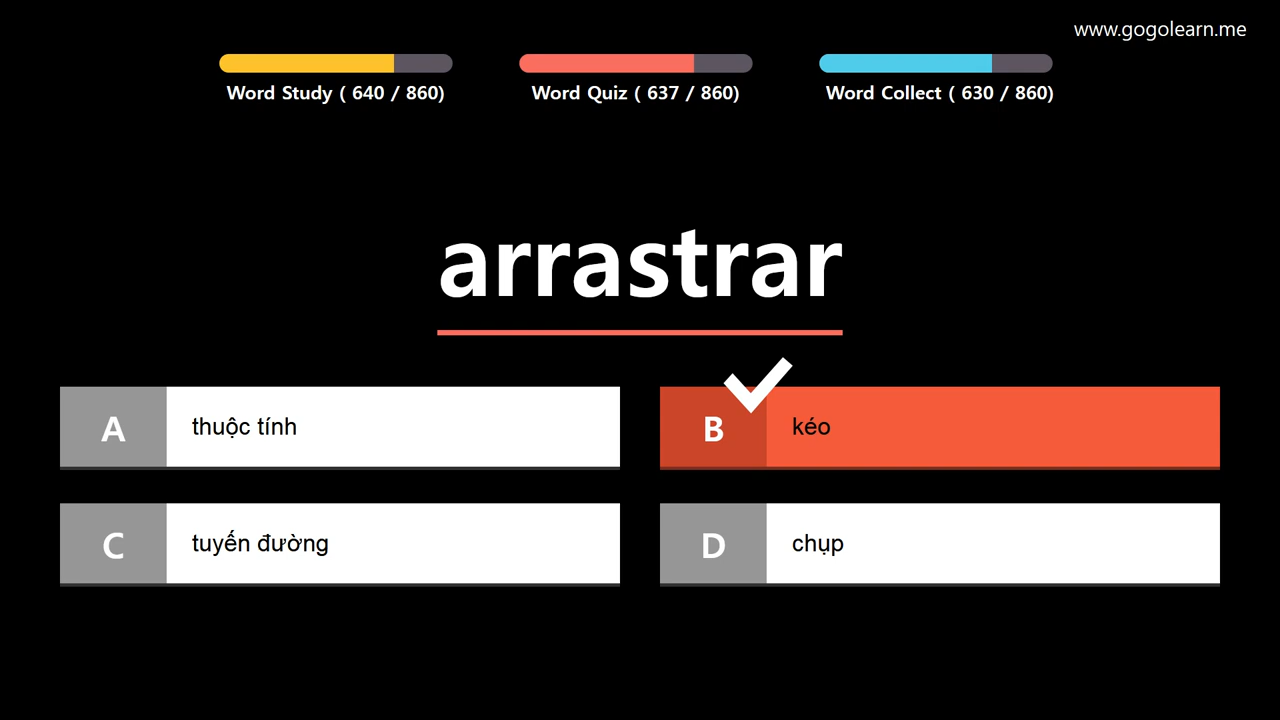 www.gogolearn.me
Word Study ( 640 / 860)
Word Quiz ( 637 / 860)
Word Collect ( 630 / 860)
arrastrar
A thuộc tính
B kéo
C tuyến đường
D chụp